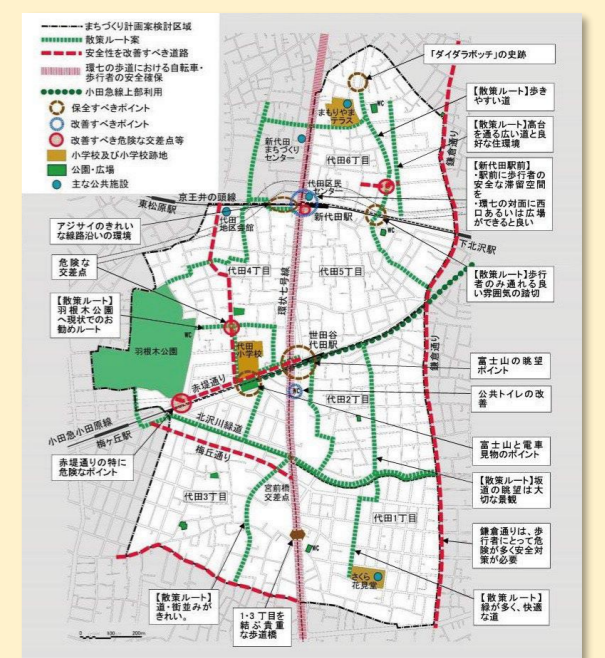 まちづくり計画案検討区域
散策ルート案
安全性を改善すべき道路
環七の歩道における自転車・
歩行者の安全確保
小田急線上部利用
保全すべきポイント
改善すべきポイント
改善すべき危険な交差点等
小学校及び小学校跡地
公園・広場
主な公共施設
「ダイダラボッチ」の史跡
【散策ルート】歩き
やすい道
【散策ルート】高台
を通る広い道と良
好な住環境
【新代田駅前】
・駅前に歩行者の
安全な滞留空間
を
・環七の対面に西
口あるいは広場
ができると良い
【散策ルート】歩行
者のみ通れる良
い雰囲気の踏切
富士山の眺望
ポイント
公共トイレの改
善
富士山と電車
見物のポイント
【散策ルート】坂
道の眺望は大
切な景観
鎌倉通りは、歩
行者にとって危
険が多く安全対
策が必要
【散策ルート】
緑が多く、快適
な道
アジサイのきれい
な線路沿いの環境
危険な
交差点
【散策ルート】
羽根木公園
へ現状でのお
勧めルート
赤堤通りの特に
危険なポイント
【散策ルート】
道・街並みが
きれい。
1・3丁目を
結ぶ貴重
な歩道橋
WC
まもりやま
テラス
新代田
まちづくり
センター
代田6丁目
鎌倉通り
代田区民
センター
京王井の頭線
東松原駅
新代田駅
代田
地区会館
WC
下北沢駅
代田4丁目
代田5丁目
環状七号線
WC
羽根木公園
代田
小学校
世田谷
代田駅
鎌倉通り
赤堤通り
WC
代田2丁目
小田急小田原線
梅ヶ丘駅
北沢川緑道
梅丘通り
宮前橋
交差点
代田3丁目
代田1丁目
WC
さくら
花見堂
0
100
200m